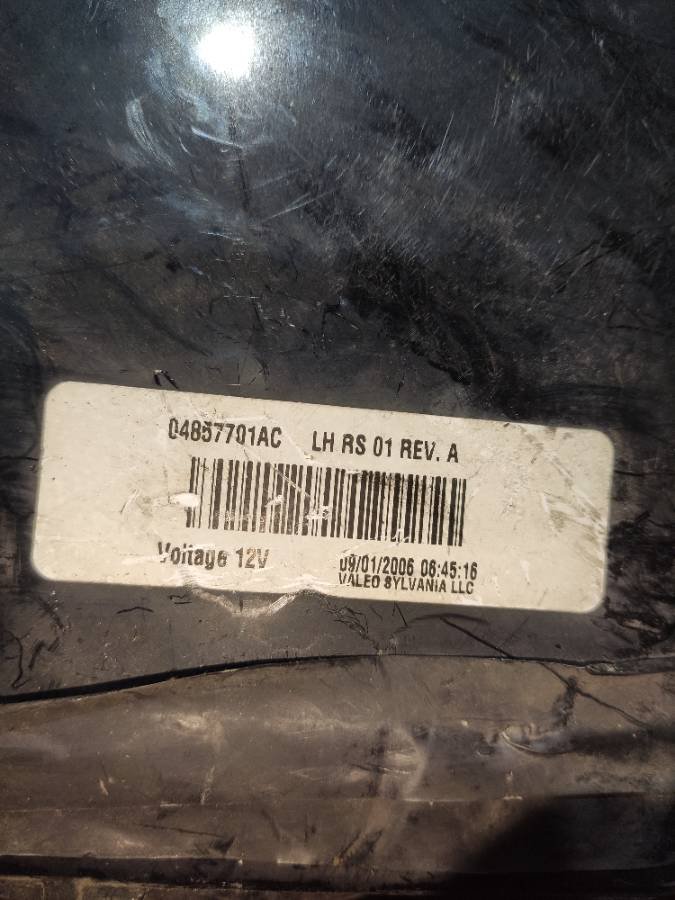 04857701AC LH RS 01 REV. A
Voltage 12V
09/01/2006 06:45:16
VALEO SYLVANIA LLC